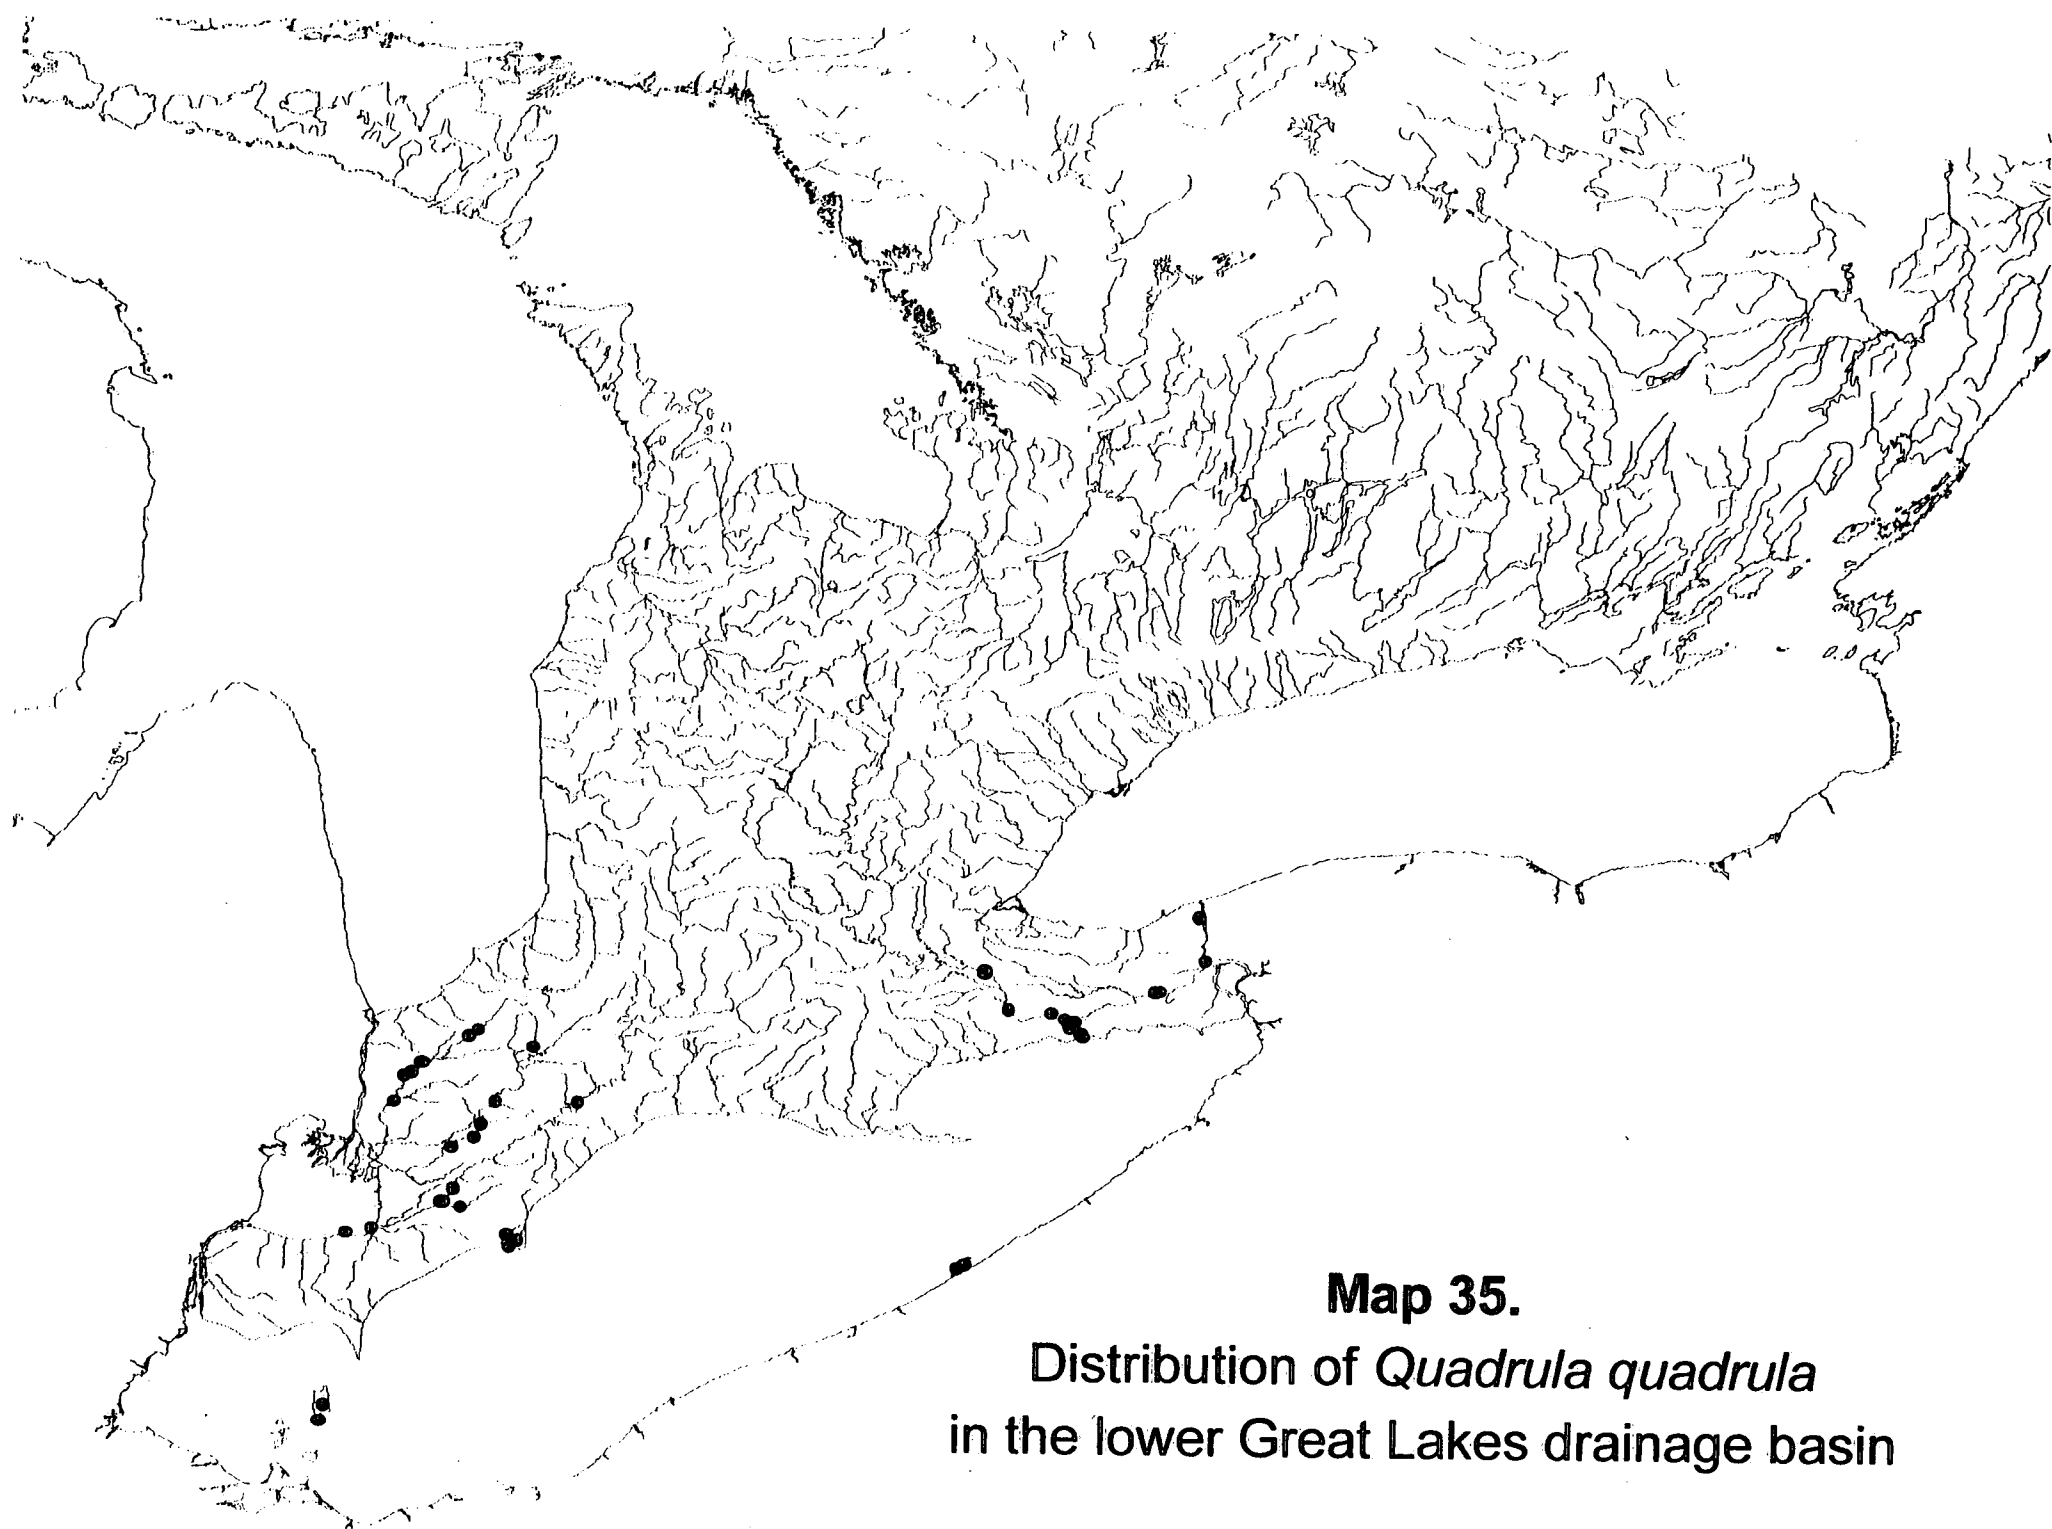 Map 35.
Distribution of Quadrula quadrula
in the lower Great Lakes drainage basin